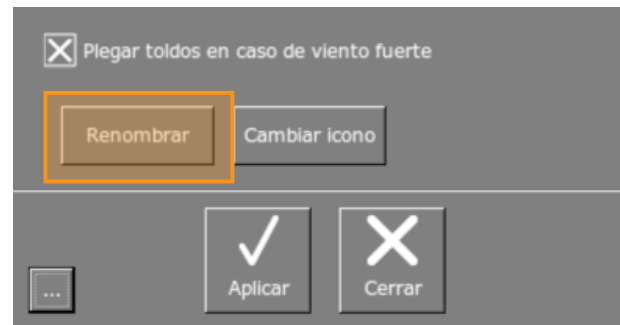 Plegar toldos en caso de viento fuerte
Renombrar
Cambiar icono
Aplicar
Cerrar
...